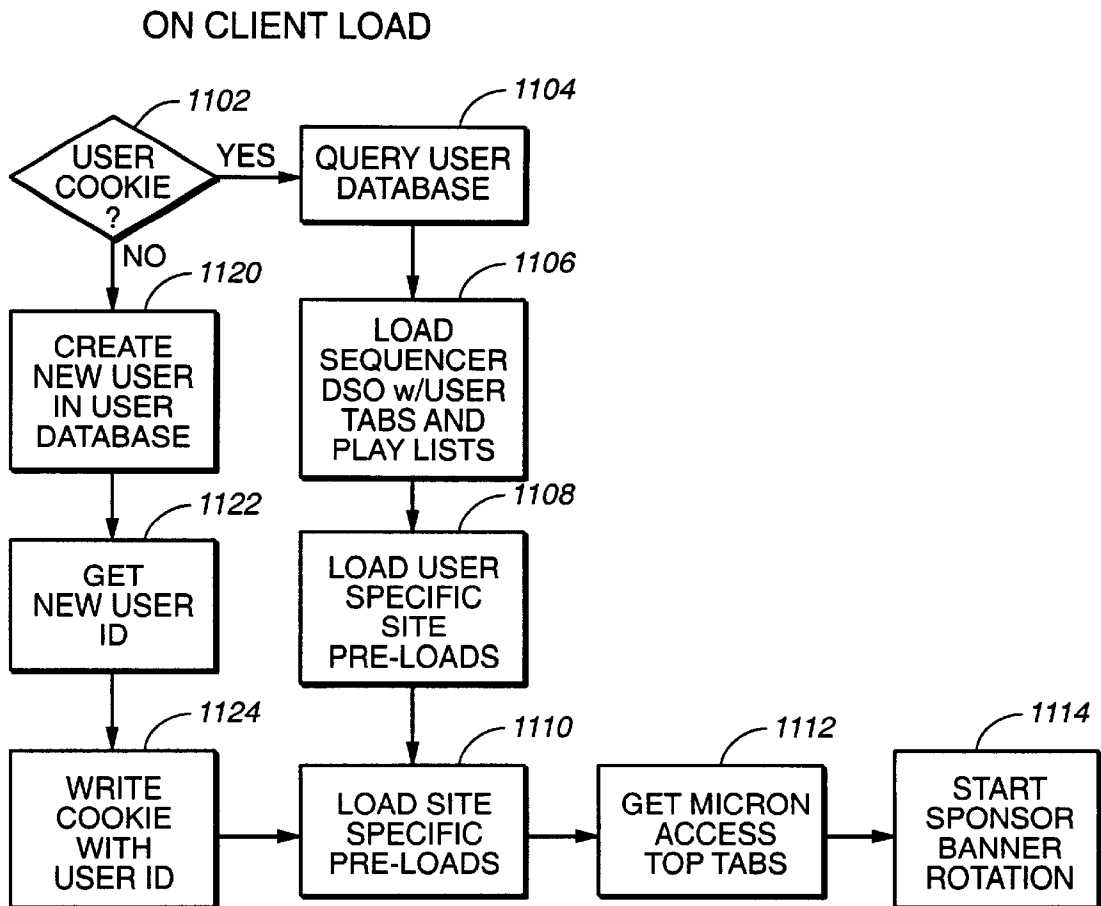 ON CLIENT LOAD
1102
USER
COOKIE
?
YES
NO
1104
QUERY USER
DATABASE
1120
CREATE
NEW USER
IN USER
DATABASE
1106
LOAD
SEQUENCER
DSO w/USER
TABS AND
PLAY LISTS
1122
GET
NEW USER
ID
1108
LOAD USER
SPECIFIC
SITE
PRE-LOADS
1124
WRITE
COOKIE
WITH
USER ID
1110
LOAD SITE
SPECIFIC
PRE-LOADS
1112
GET MICRON
ACCESS
TOP TABS
1114
START
SPONSOR
BANNER
ROTATION